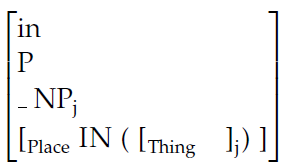 in
P
_ NPj
[Place IN ( [Thing ]j) ]